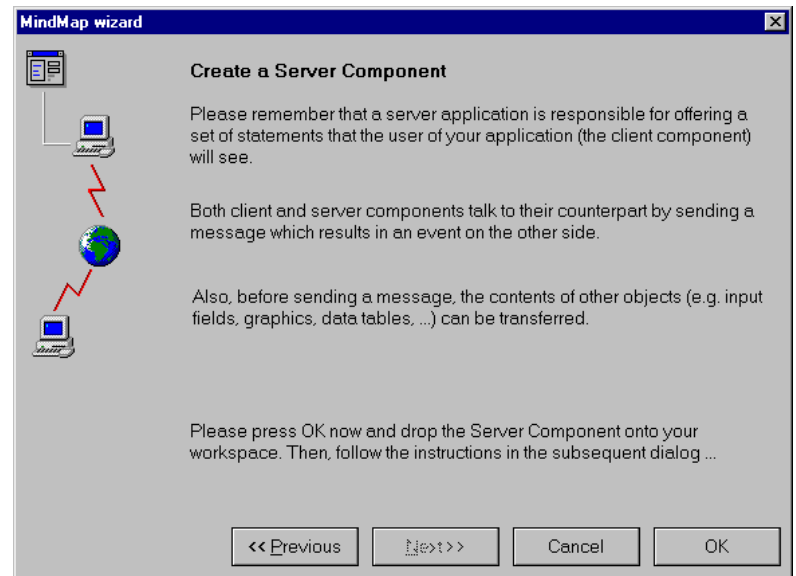 MindMap wizard
Create a Server Component
Please remember that a server application is responsible for offering a
set of statements that the user of your application (the client component)
will see.
Both client and server components talk to their counterpart by sending a
message which results in an event on the other side.
Also, before sending a message, the contents of other objects (e.g. input
fields, graphics, data tables, ...) can be transferred.
Please press OK now and drop the Server Component onto your
workspace. Then, follow the instructions in the subsequent dialog ...
<< Previous Next>> Cancel OK